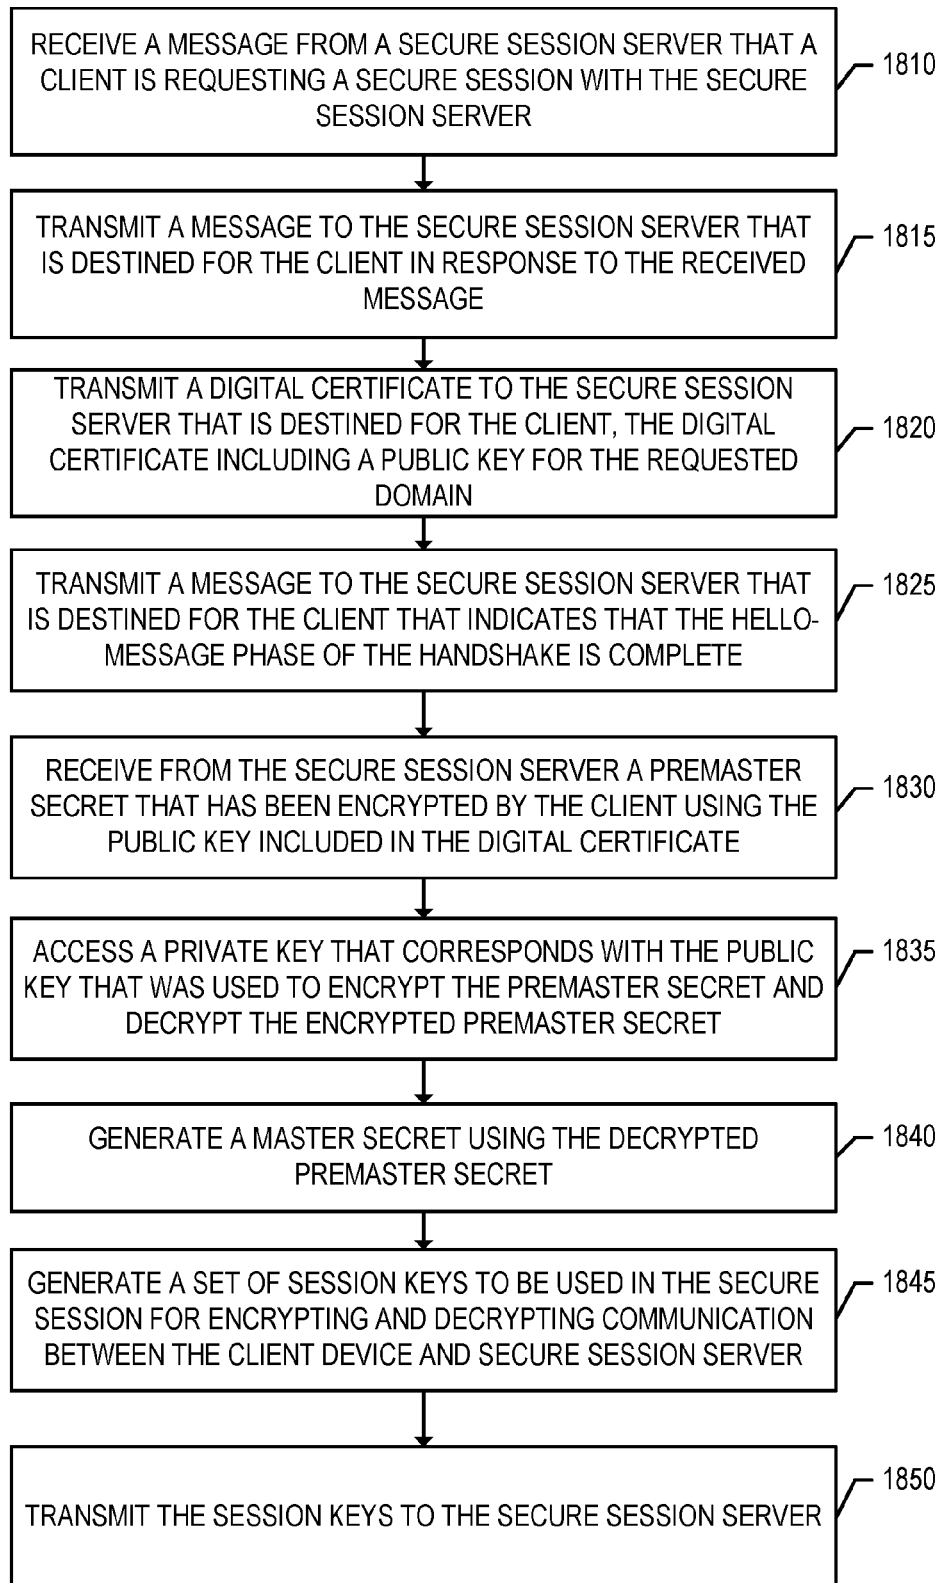 RECEIVE A MESSAGE FROM A SECURE SESSION SERVER THAT A
CLIENT IS REQUESTING A SECURE SESSION WITH THE SECURE
SESSION SERVER
1810
TRANSMIT A MESSAGE TO THE SECURE SESSION SERVER THAT
IS DESTINED FOR THE CLIENT IN RESPONSE TO THE RECEIVED
MESSAGE
1815
TRANSMIT A DIGITAL CERTIFICATE TO THE SECURE SESSION
SERVER THAT IS DESTINED FOR THE CLIENT, THE DIGITAL
CERTIFICATE INCLUDING A PUBLIC KEY FOR THE REQUESTED
DOMAIN
1820
TRANSMIT A MESSAGE TO THE SECURE SESSION SERVER THAT
IS DESTINED FOR THE CLIENT THAT INDICATES THAT THE HELLO-
MESSAGE PHASE OF THE HANDSHAKE IS COMPLETE
1825
RECEIVE FROM THE SECURE SESSION SERVER A PREMASTER
SECRET THAT HAS BEEN ENCRYPTED BY THE CLIENT USING THE
PUBLIC KEY INCLUDED IN THE DIGITAL CERTIFICATE
1830
ACCESS A PRIVATE KEY THAT CORRESPONDS WITH THE PUBLIC
KEY THAT WAS USED TO ENCRYPT THE PREMASTER SECRET AND
DECRYPT THE ENCRYPTED PREMASTER SECRET
1835
GENERATE A MASTER SECRET USING THE DECRYPTED
PREMASTER SECRET
1840
GENERATE A SET OF SESSION KEYS TO BE USED IN THE SECURE
SESSION FOR ENCRYPTING AND DECRYPTING COMMUNICATION
BETWEEN THE CLIENT DEVICE AND SECURE SESSION SERVER
1845
TRANSMIT THE SESSION KEYS TO THE SECURE SESSION SERVER
1850